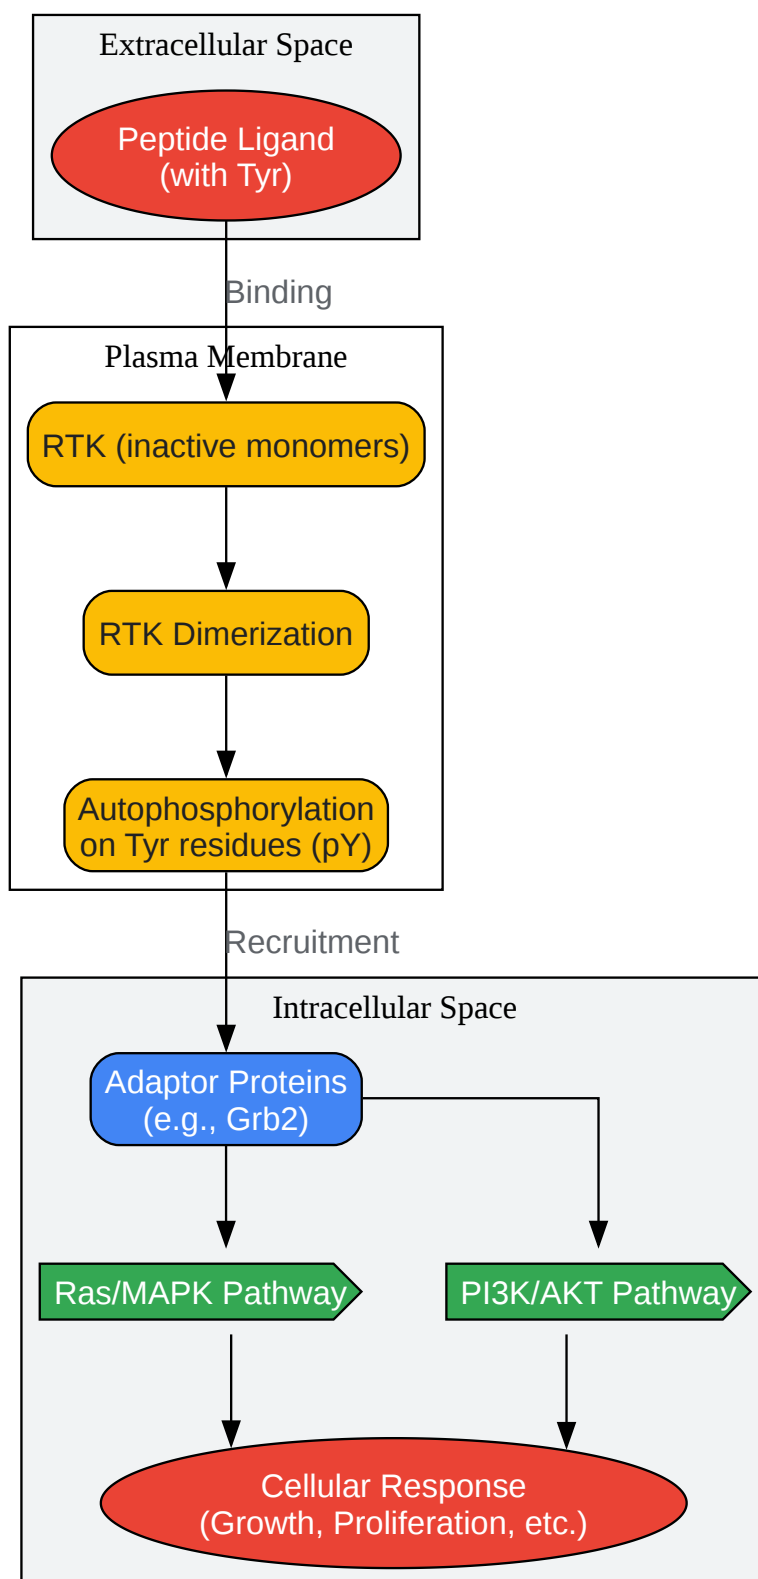 Extracellular Space
Peptide Ligand
(with Tyr)
Binding
Plasma Membrane
RTK (inactive monomers)
RTK Dimerization
Autophosphorylation
on Tyr residues (pY)
Recruitment
Intracellular Space
Adaptor Proteins
(e.g., Grb2)
Ras/MAPK Pathway
PI3K/AKT Pathway
Cellular Response
(Growth, Proliferation, etc.)